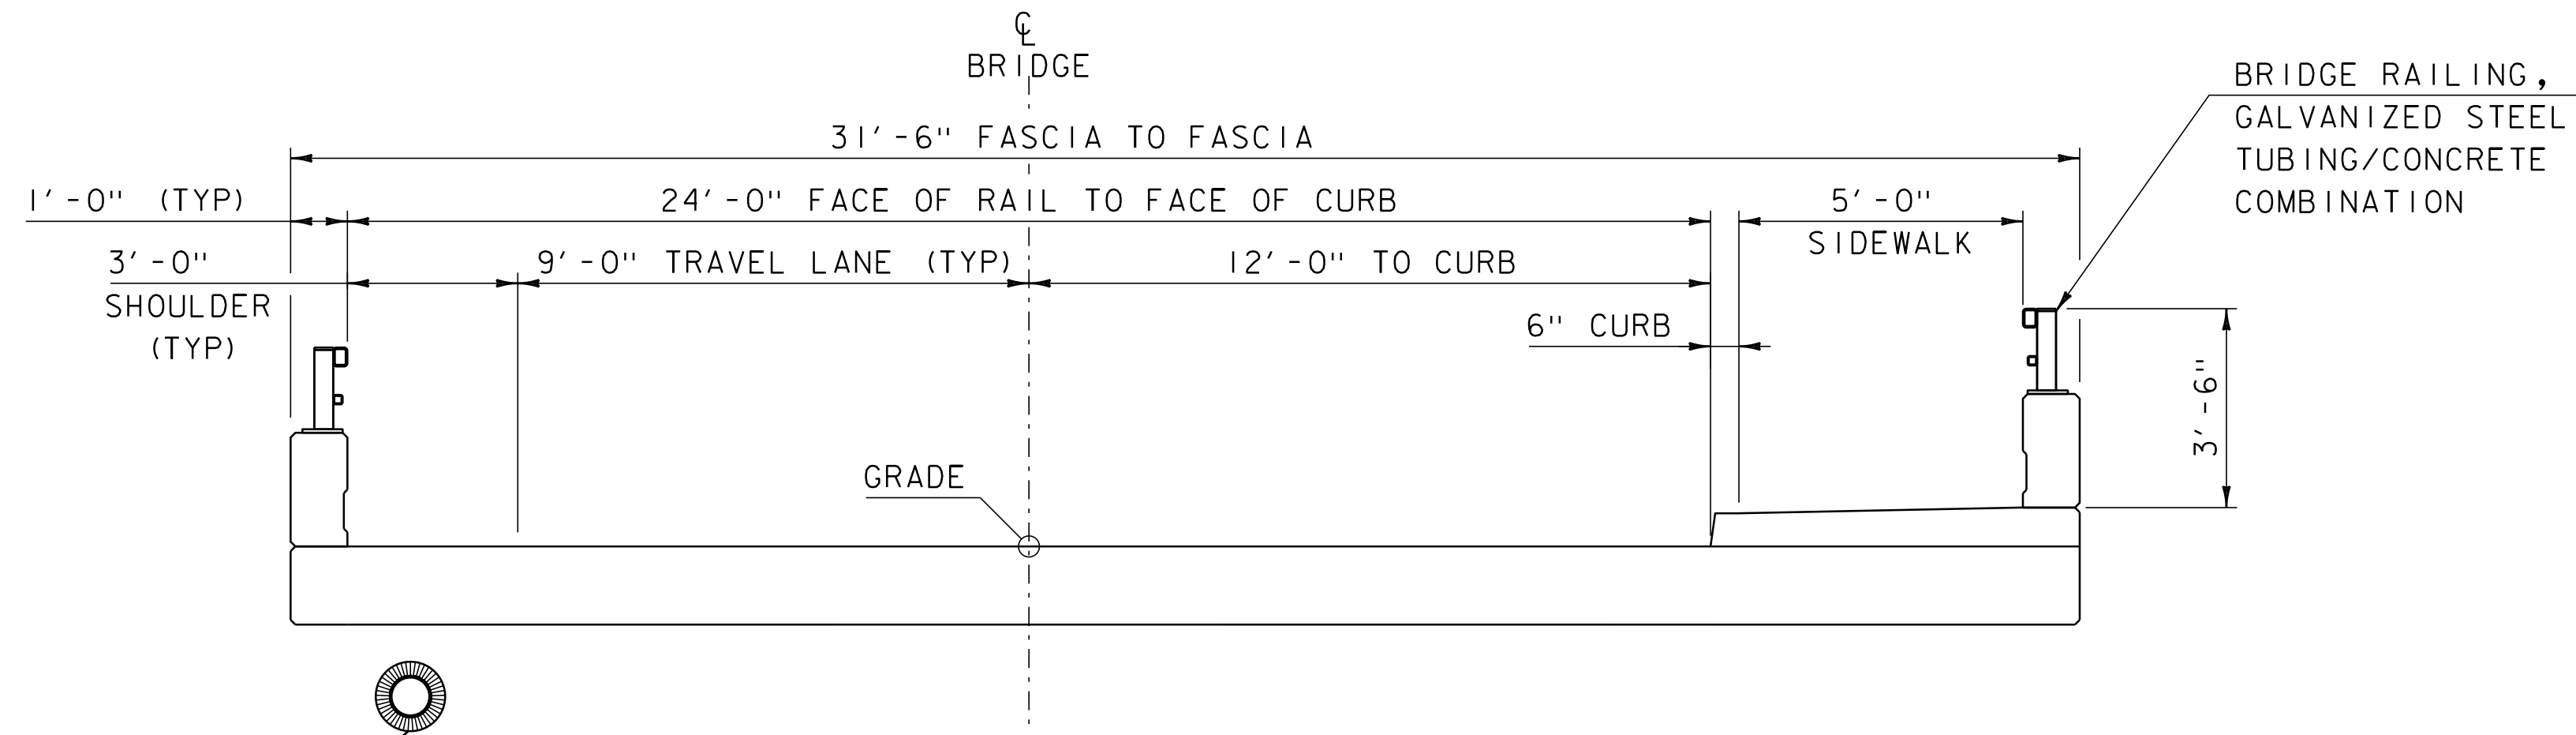 ℄
BRIDGE
31'-6" FASCIA TO FASCIA
1'-0" (TYP)
24'-0" FACE OF RAIL TO FACE OF CURB
5'-0"
SIDEWALK
3'-0"
SHOULDER
(TYP)
9'-0" TRAVEL LANE (TYP)
12'-0" TO CURB
6" CURB
BRIDGE RAILING,
GALVANIZED STEEL
TUBING/CONCRETE
COMBINATION
3'-6"
GRADE